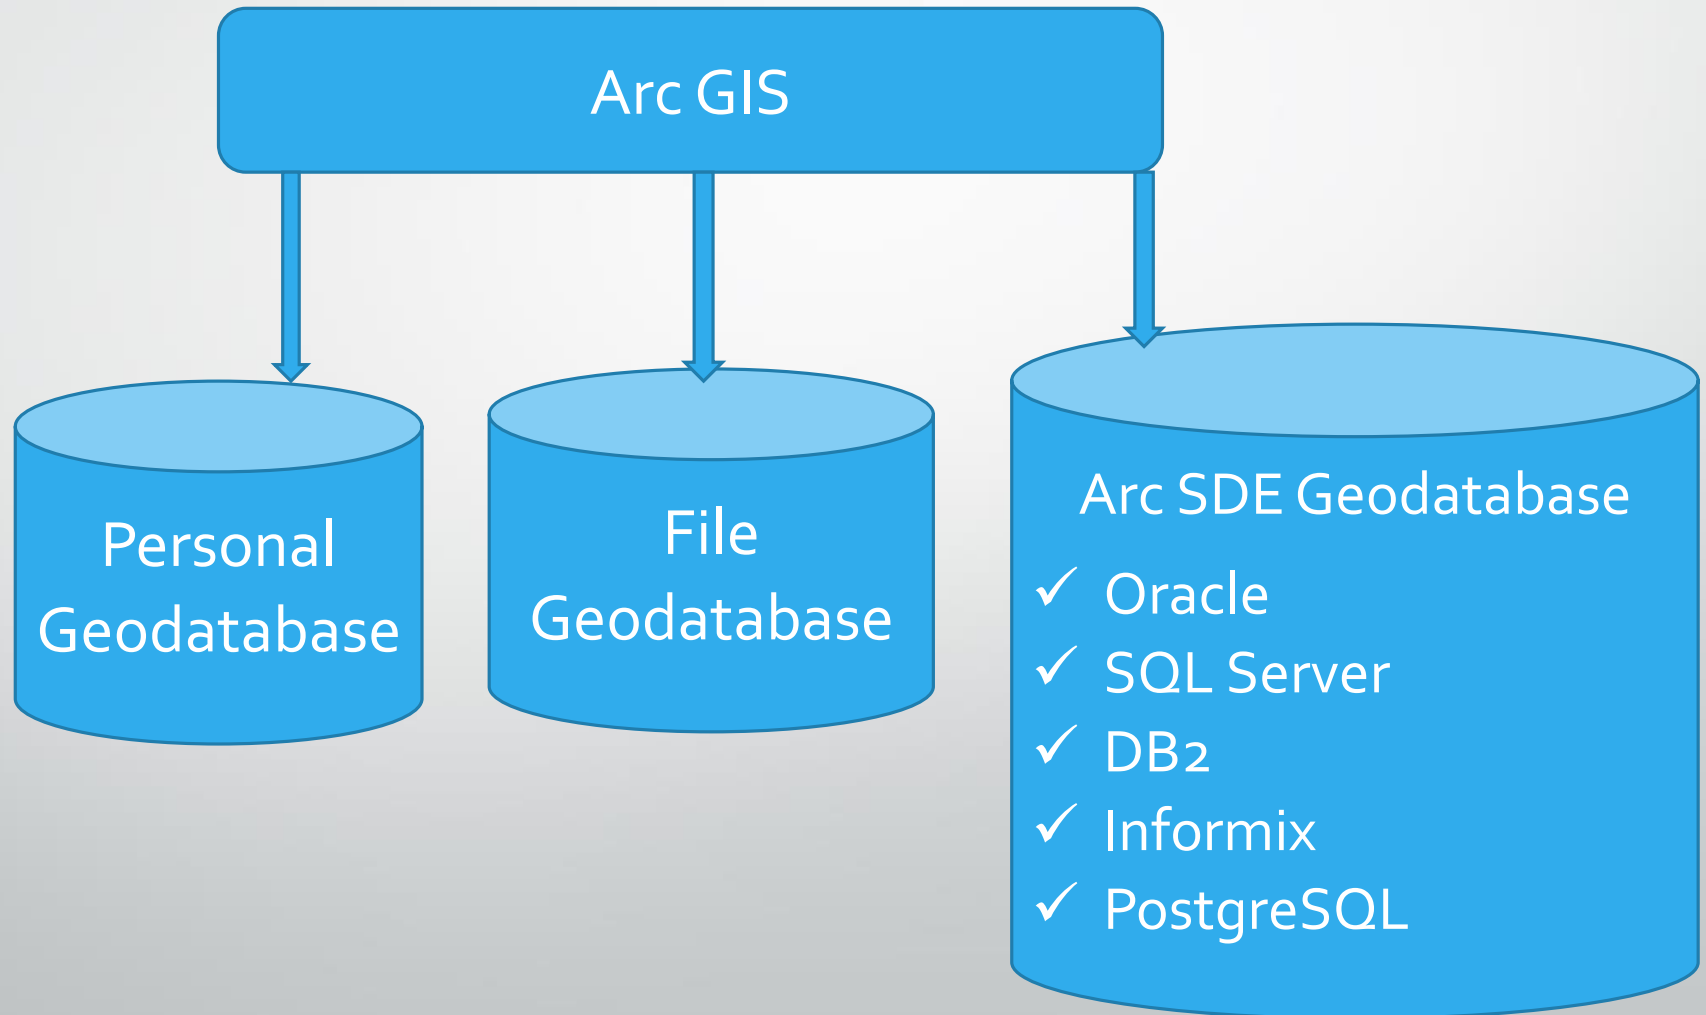 Arc GIS
Personal
Geodatabase
File
Geodatabase
Arc SDE Geodatabase
✓ Oracle
✓ SQL Server
✓ DB2
✓ Informix
✓ PostgreSQL